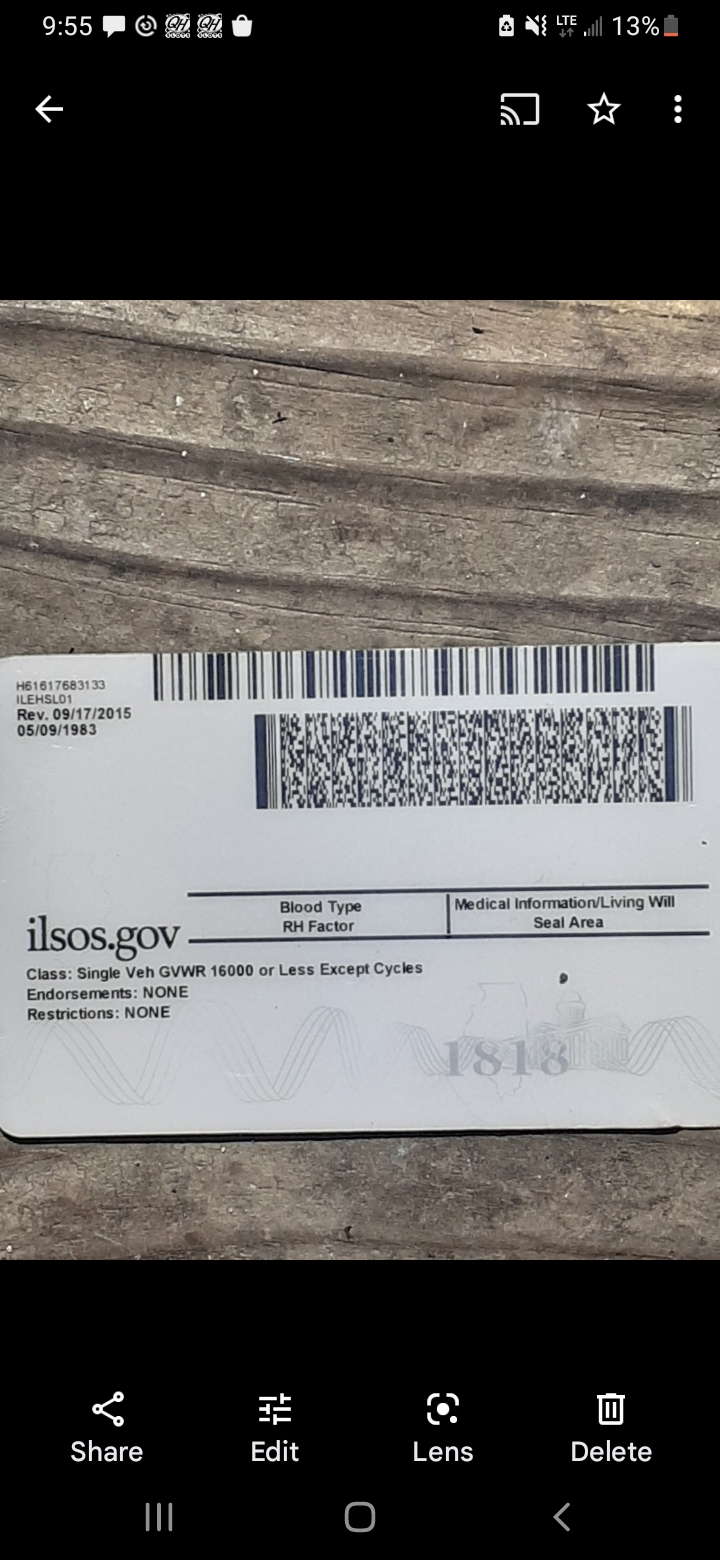 9:55
LTE
13%
H61617683133
ILEHSL01
Rev. 09/17/2015
05/09/1983
Blood Type
RH Factor
Medical Information/Living Will
Seal Area
ilsos.gov
Class: Single Veh GVWR 16000 or Less Except Cycles
Endorsements: NONE
Restrictions: NONE
1818
Share
Edit
Lens
Delete